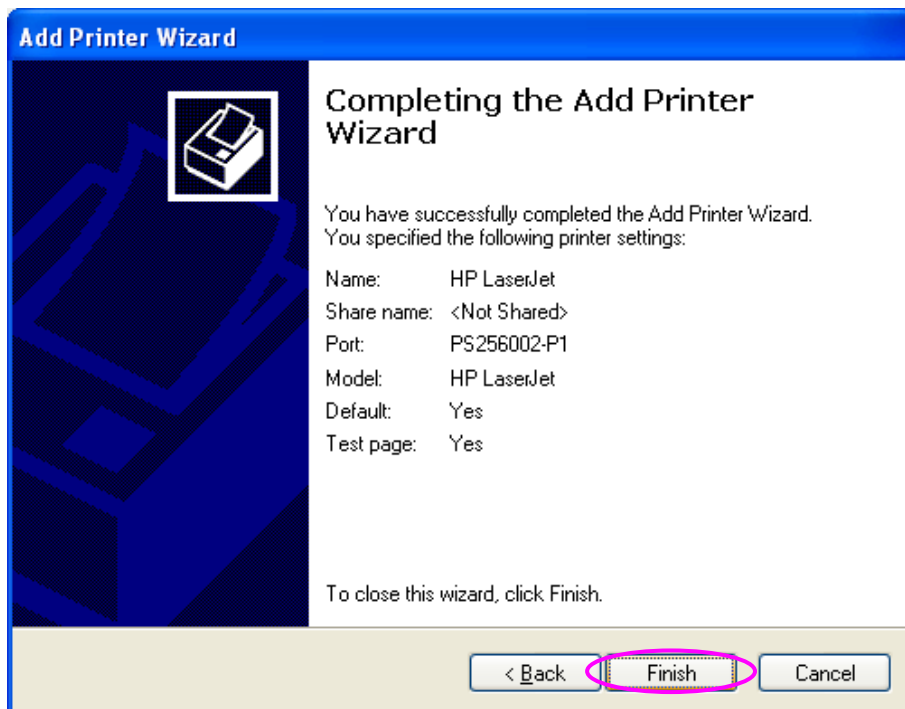 Add Printer Wizard
Completing the Add Printer
Wizard
You have successfully completed the Add Printer Wizard.
You specified the following printer settings:
Name: HP LaserJet
Share name: <Not Shared>
Port: PS256002-P1
Model: HP LaserJet
Default: Yes
Test page: Yes
To close this wizard, click Finish.
< Back Finish Cancel